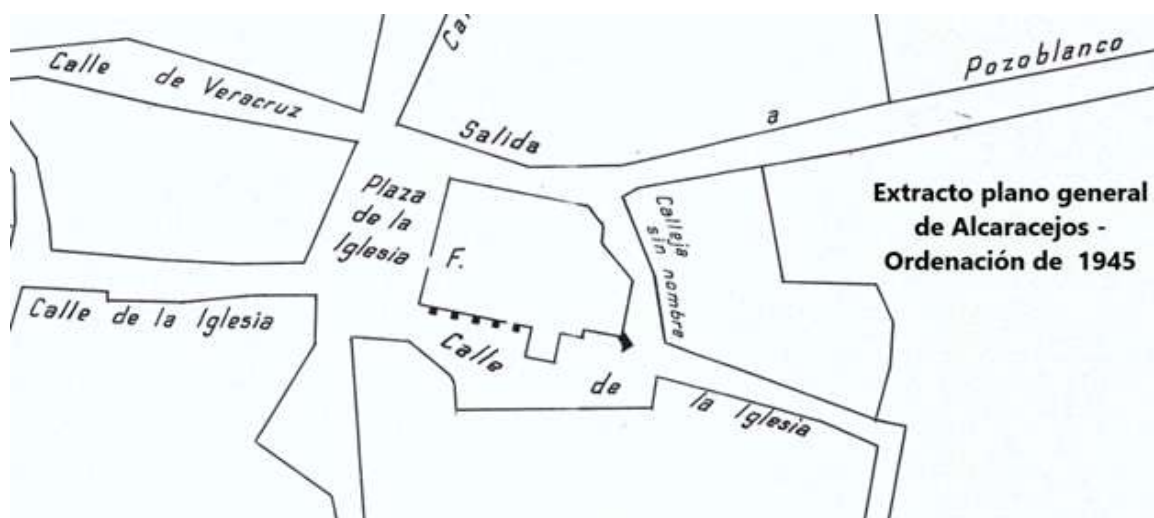 Calle de Veracruz
Salida a Pozoblanco
Plaza
de la
Iglesia
F.
Calleja
sin nombre
Extracto plano general
de Alcaracejos -
Ordenación de 1945
Calle de la Iglesia
Calle de la Iglesia